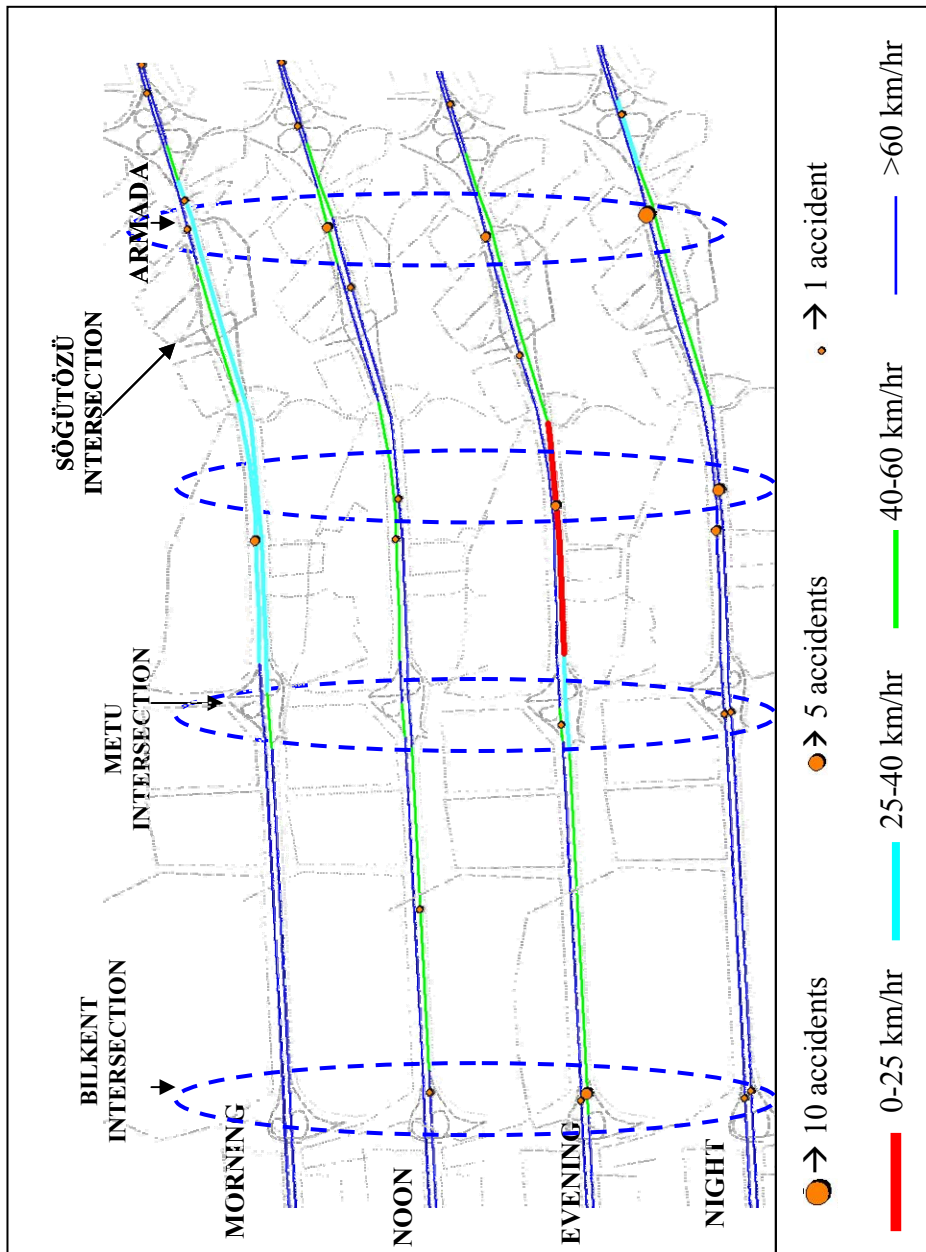 BILKENT
INTERSECTION
METU
INTERSECTION
SÖĞÜTÖZÜ
INTERSECTION
ARMADA
MORNING
NOON
EVENING
NIGHT
→ 10 accidents
→ 5 accidents
→ 1 accident
0-25 km/hr
25-40 km/hr
40-60 km/hr
>60 km/hr